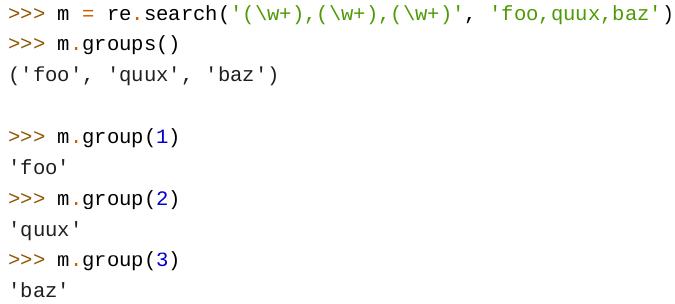 >>> m = re.search('(\w+),(\w+),(\w+)', 'foo,quux,baz')
>>> m.groups()
('foo', 'quux', 'baz')
>>> m.group(1)
'foo'
>>> m.group(2)
'quux'
>>> m.group(3)
'baz'